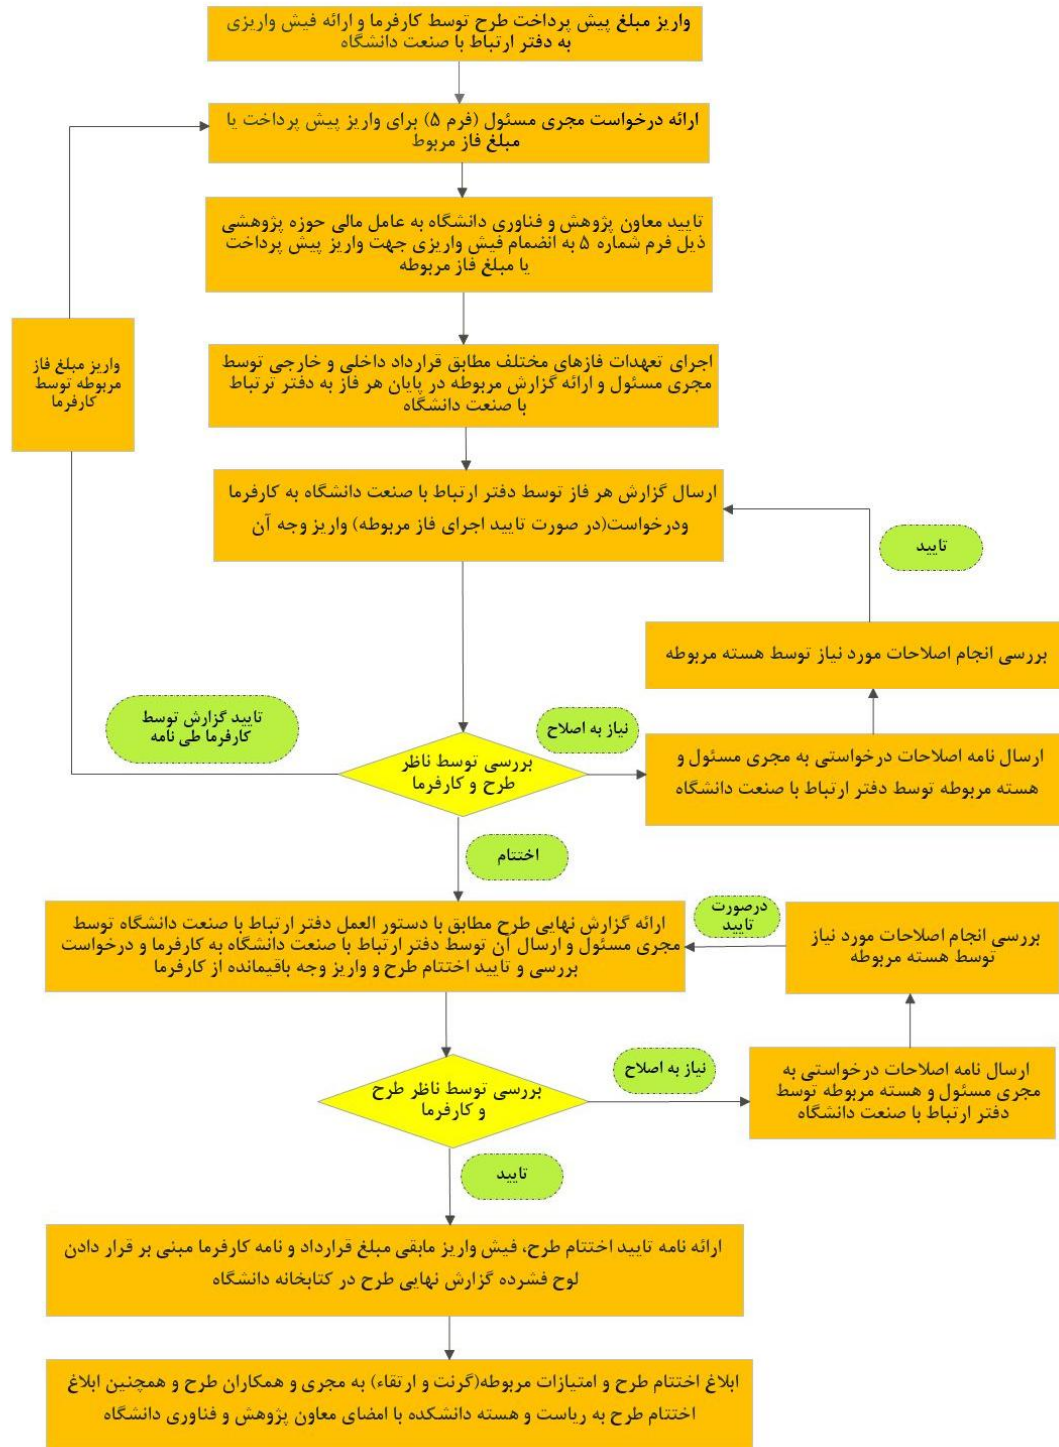 واریز مبلغ پیش پرداخت طرح توسط کارفرما و ارائه فیش واریزی
به دفتر ارتباط با صنعت دانشگاه
ارائه درخواست مجری مسئول (فرم ۵) برای واریز پیش پرداخت یا
مبلغ فاز مربوط
تایید معاون پژوهش و فناوری دانشگاه به عامل مالی حوزه پژوهشی
ذیل فرم شماره ۵ به انضمام فیش واریزی جهت واریز پیش پرداخت
یا مبلغ فاز مربوطه
واریز مبلغ فاز
مربوطه توسط
کارفرما
اجرای تعهدات فازهای مختلف مطابق قرارداد داخلی و خارجی توسط
مجری مسئول و ارائه گزارش مربوطه در پایان هر فاز به دفتر ترتباط
با صنعت دانشگاه
ارسال گزارش هر فاز توسط دفتر ارتباط با صنعت دانشگاه به کارفرما
ودرخواست(در صورت تایید اجرای فاز مربوطه) واریز وجه آن
تایید
بررسی انجام اصلاحات مورد نیاز توسط هسته مربوطه
نیاز به اصلاح
تایید گزارش توسط
کارفرما طی نامه
ارسال نامه اصلاحات درخواستی به مجری مسئول و
هسته مربوطه توسط دفتر ارتباط با صنعت دانشگاه
بررسی توسط ناظر
طرح و کارفرما
اختتام
ارائه گزارش نهایی طرح مطابق با دستور العمل دفتر ارتباط با صنعت دانشگاه توسط
مجری مسئول و ارسال آن توسط دفتر ارتباط با صنعت دانشگاه به کارفرما و درخواست
بررسی و تایید اختتام طرح و واریز وجه باقیمانده از کارفرما
درصورت
تایید
بررسی انجام اصلاحات مورد نیاز
توسط هسته مربوطه
نیاز به اصلاح
ارسال نامه اصلاحات درخواستی به
مجری مسئول و هسته مربوطه توسط
دفتر ارتباط با صنعت دانشگاه
بررسی توسط ناظر طرح
و کارفرما
تایید
ارائه نامه تایید اختتام طرح، فیش واریز مابقی مبلغ قرارداد و نامه کارفرما مبنی بر قرار دادن
لوح فشرده گزارش نهایی طرح در کتابخانه دانشگاه
ابلاغ اختتام طرح و امتیازات مربوطه(گرنت و ارتقاء) به مجری و همکاران طرح و همچنین ابلاغ
اختتام طرح به ریاست و هسته دانشکده با امضای معاون پژوهش و فناوری دانشگاه